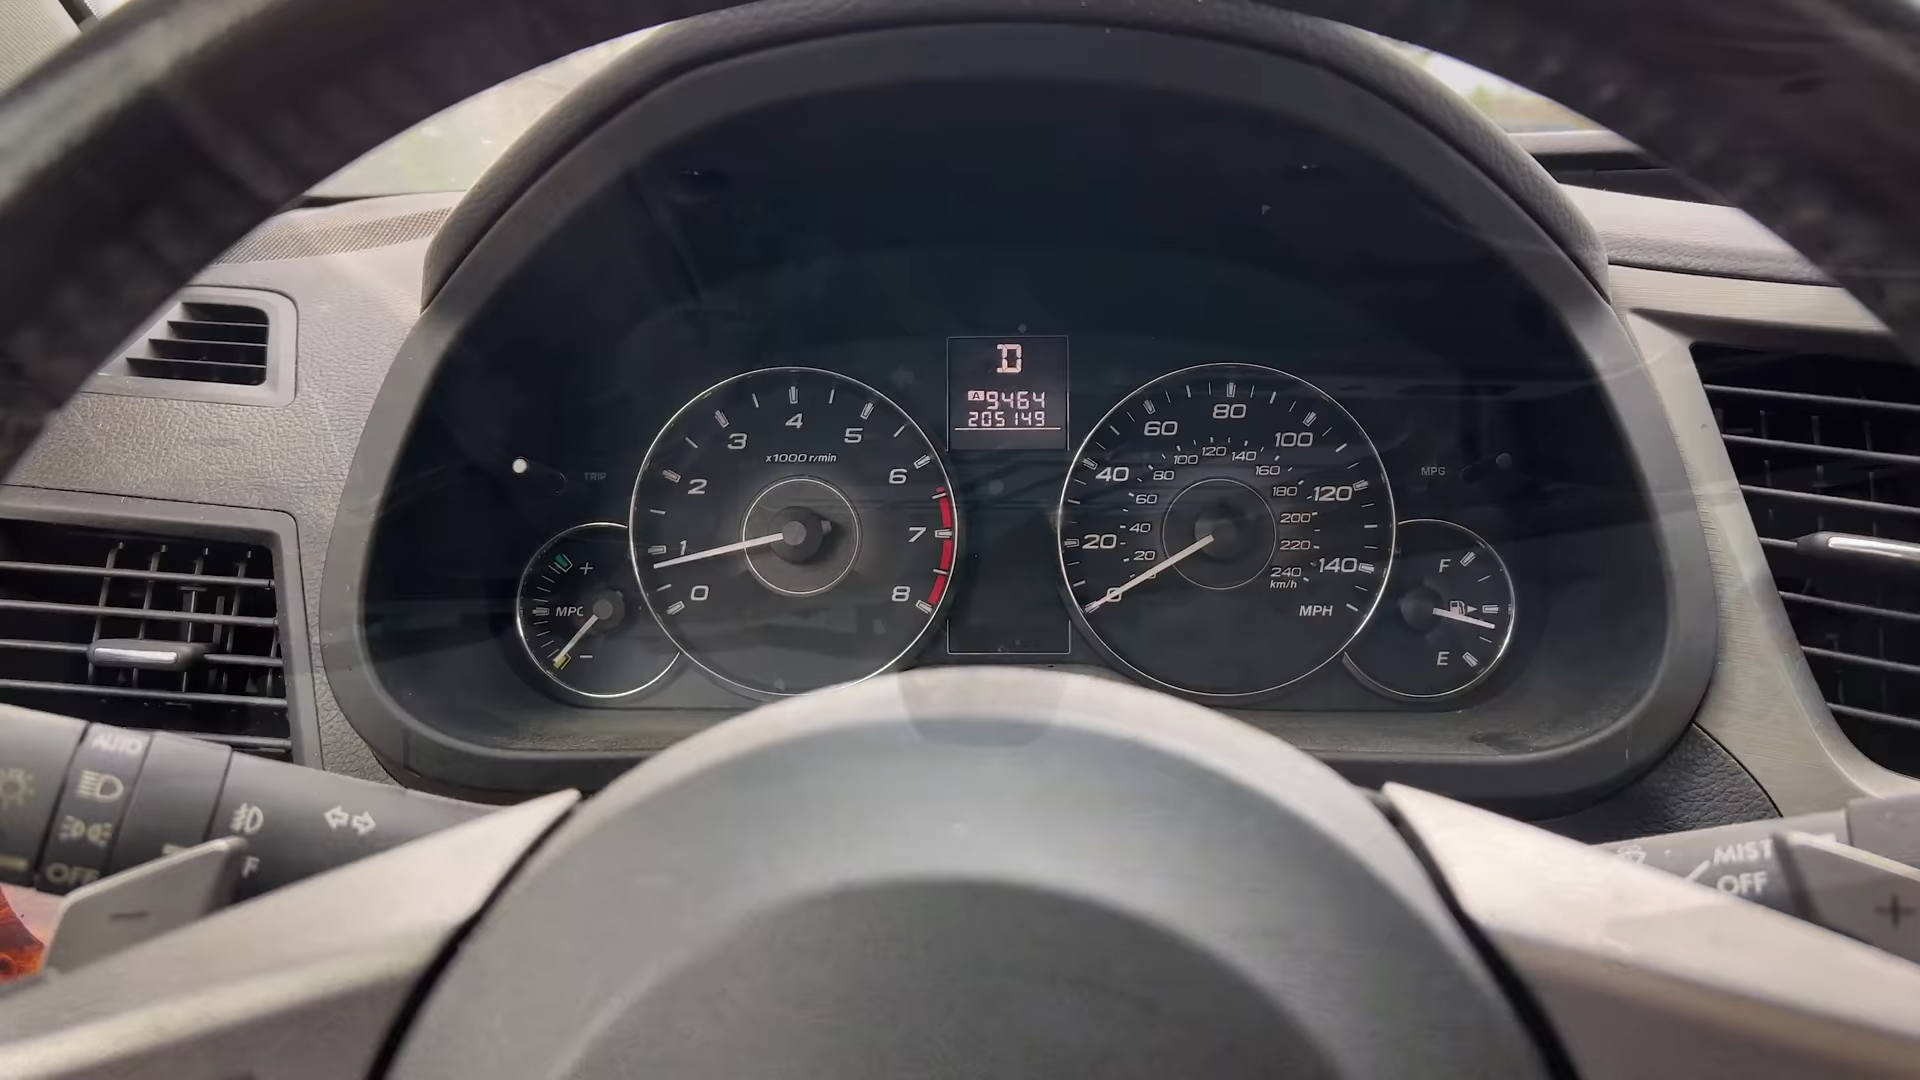 D
A 9464
205149
TRIP
0
1
2
3
4
5
6
7
8
x1000 r/min
+
MPG
-
0
20
40
60
80
100
120
140
MPH
20
40
60
80
100
120
140
160
180
200
220
240
km/h
MPG
F
E
AUTO
OFF
F
-
MIST
OFF
+